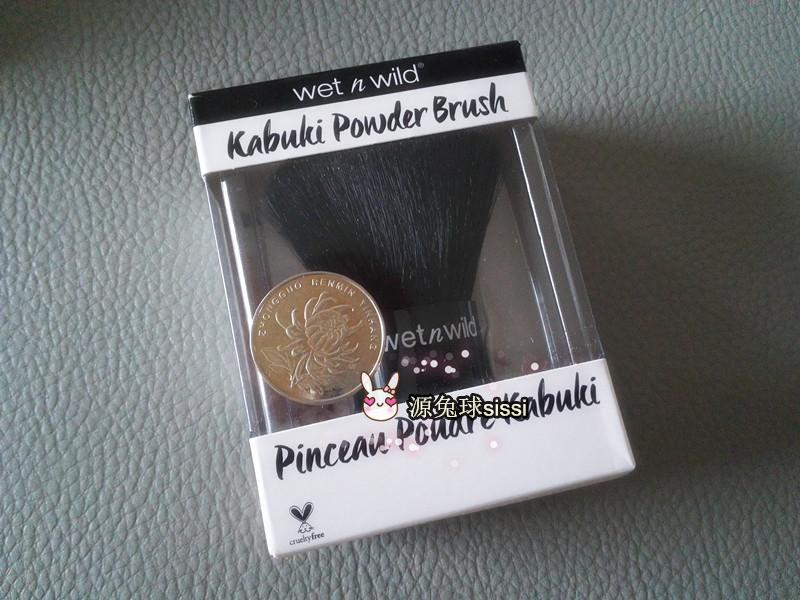 wet n wild®
Kabuki Powder Brush
ZHONGGUO RENMIN YINHANG
wet n wild
源兔球sissi
Pinceau Poudre Kabuki
crueltyfree